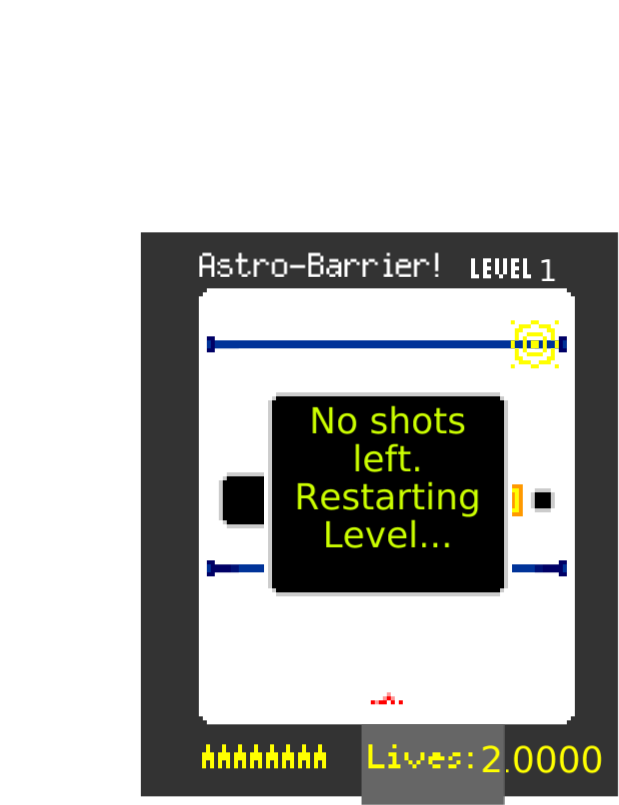 Astro-Barrier! LEVEL 1
No shots
left.
Restarting
Level...
Lives:2.0000